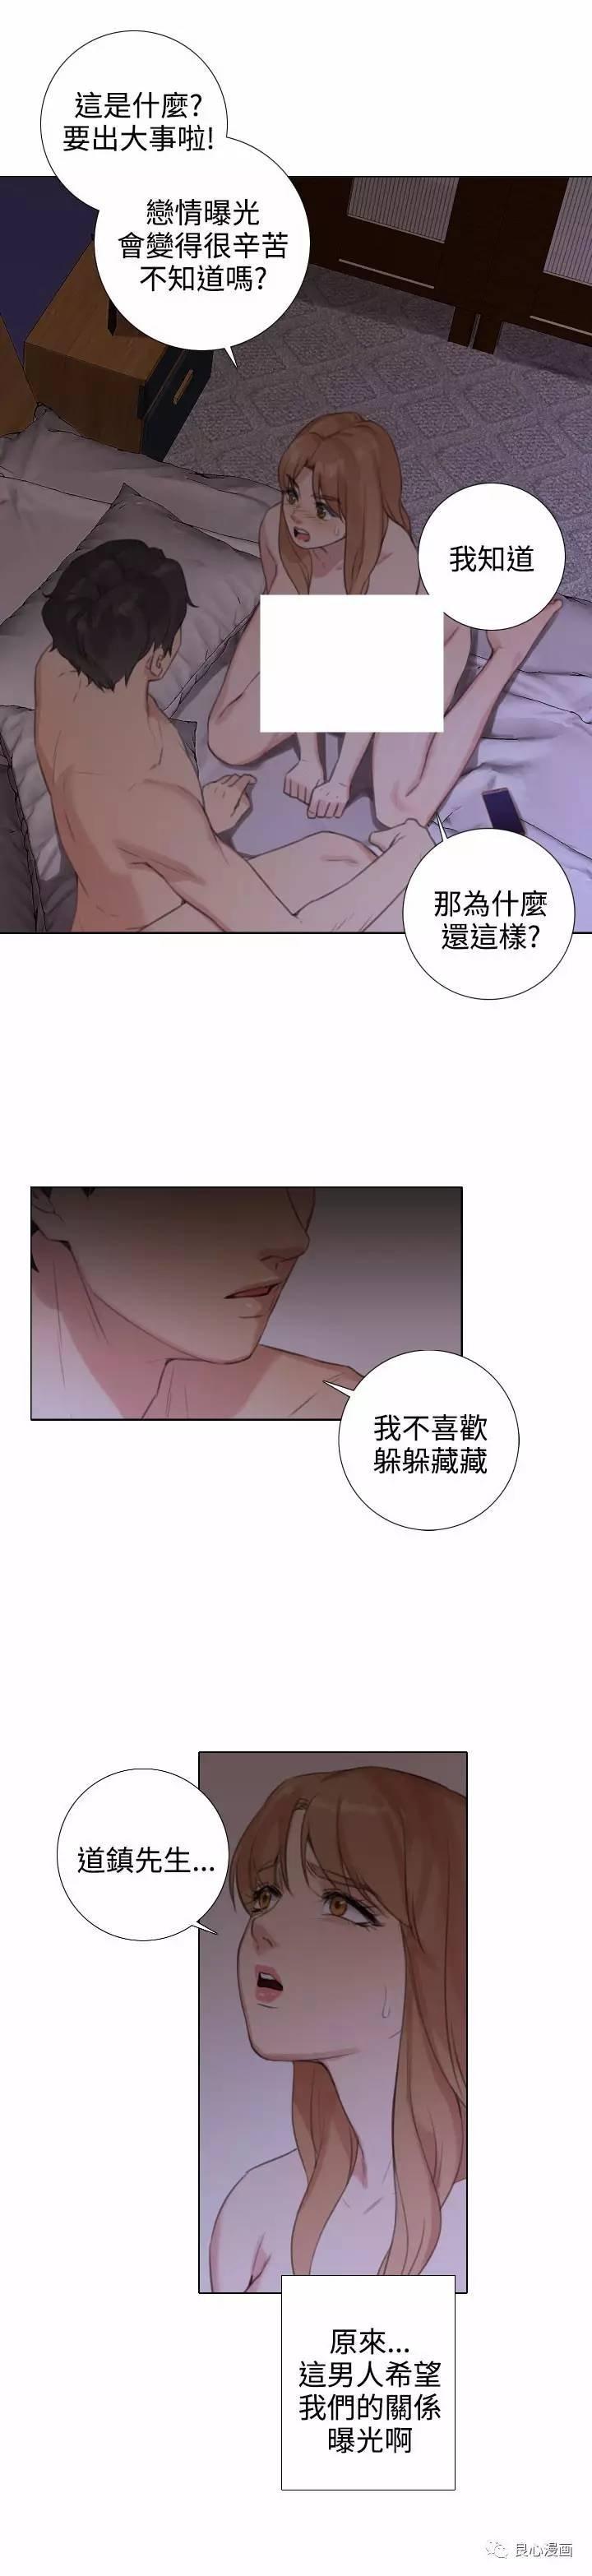 這是什麼?
要出大事啦!
戀情曝光
會變得很辛苦
不知道嗎?
我知道
那為什麼
還這樣?
我不喜歡
躲躲藏藏
道鎮先生...
原來...
這男人希望
我們的關係
曝光啊
良心漫画